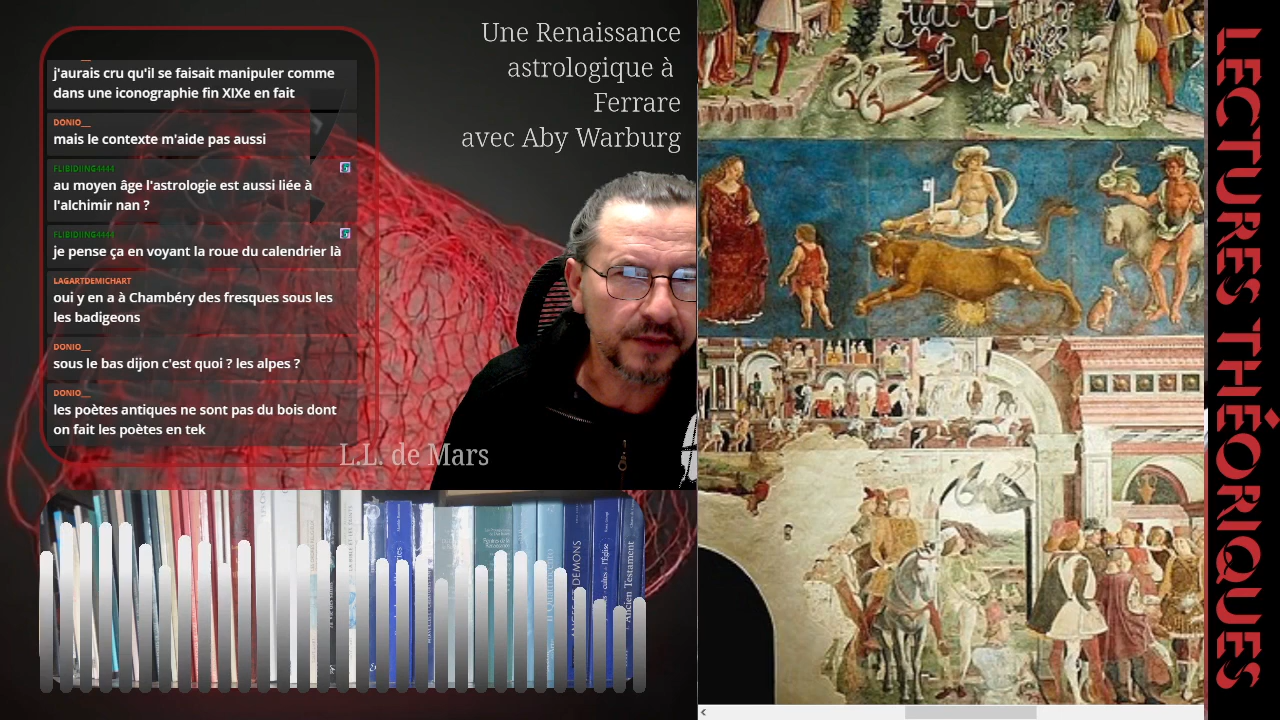 j'aurais cru qu'il se faisait manipuler comme
dans une iconographie fin XIXe en fait
DONIO__
mais le contexte m'aide pas aussi
FLIBIDIING4444
au moyen âge l'astrologie est aussi liée à
l'alchimir nan ?
FLIBIDIING4444
je pense ça en voyant la roue du calendrier là
LAGARTDEMICHART
oui y en a à Chambéry des fresques sous les
les badigeons
DONIO__
sous le bas dijon c'est quoi ? les alpes ?
DONIO__
les poètes antiques ne sont pas du bois dont
on fait les poètes en tek
Une Renaissance
astrologique à
Ferrare
avec Aby Warburg
L.L. de Mars
Ancien Testament
LECTURES THÉORIQUES